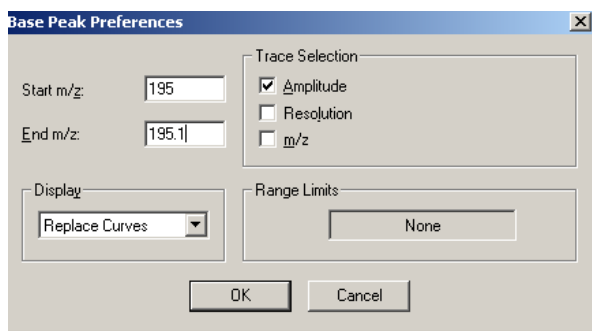 Base Peak Preferences
Start m/z:
195
End m/z:
195.1
Trace Selection
Amplitude
Resolution
m/z
Display
Replace Curves
Range Limits
None
OK
Cancel